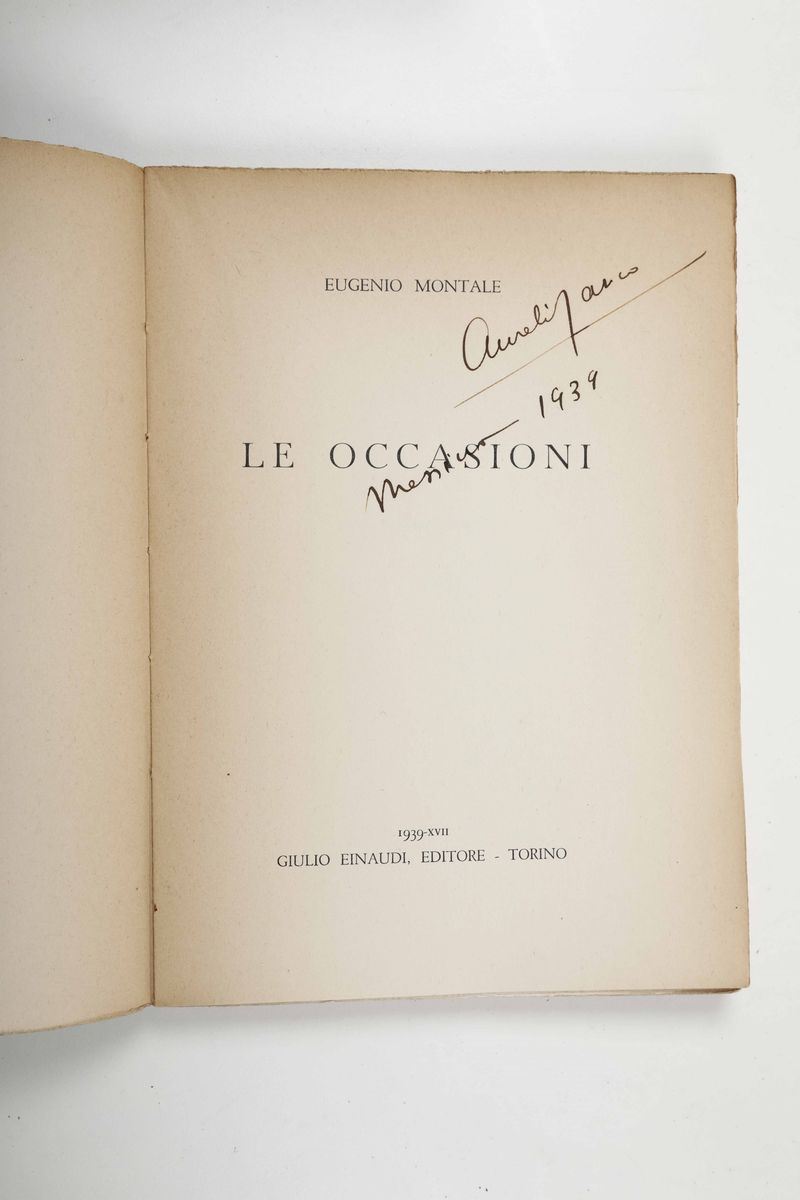 EUGENIO MONTALE
1939
LE OCCASIONI
1939-XVII
GIULIO EINAUDI, EDITORE - TORINO